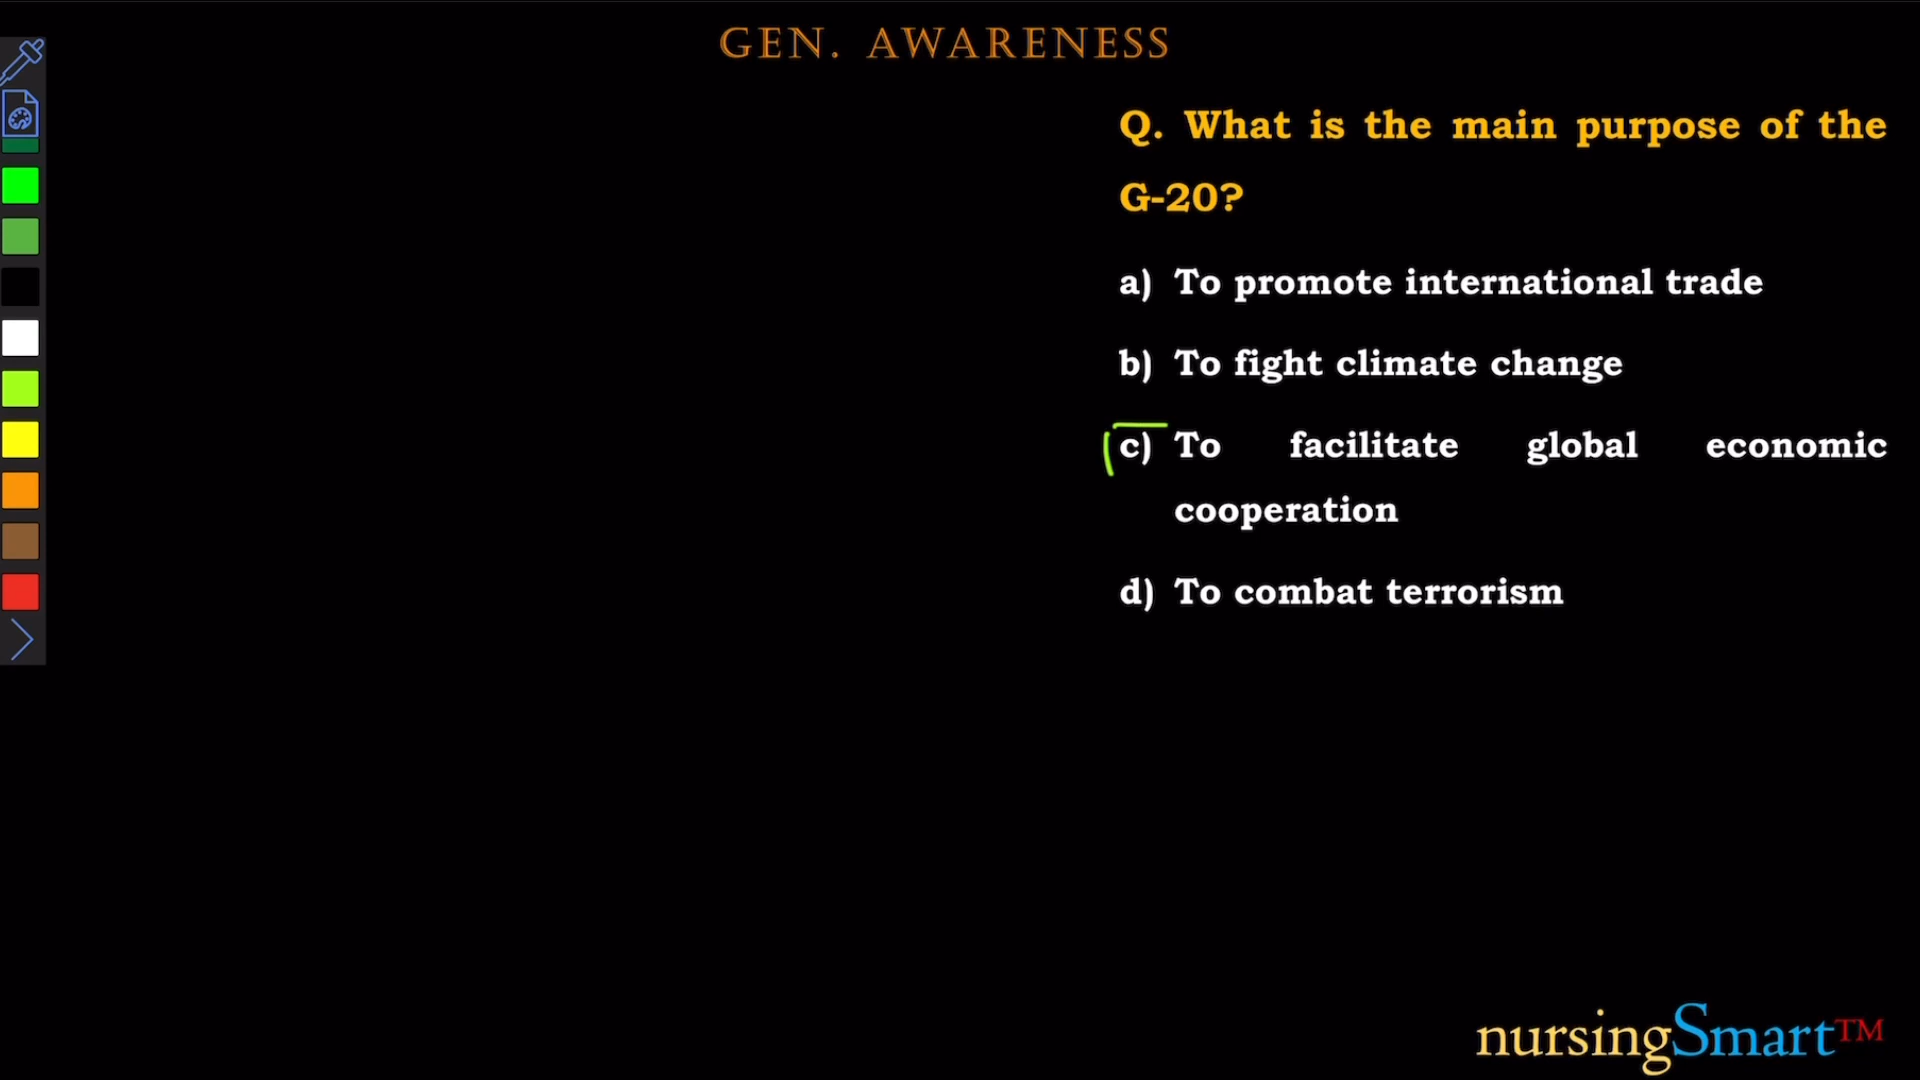 GEN. AWARENESS
Q. What is the main purpose of the
G-20?
a) To promote international trade
b) To fight climate change
c) To facilitate global economic
cooperation
d) To combat terrorism
nursingSmart™